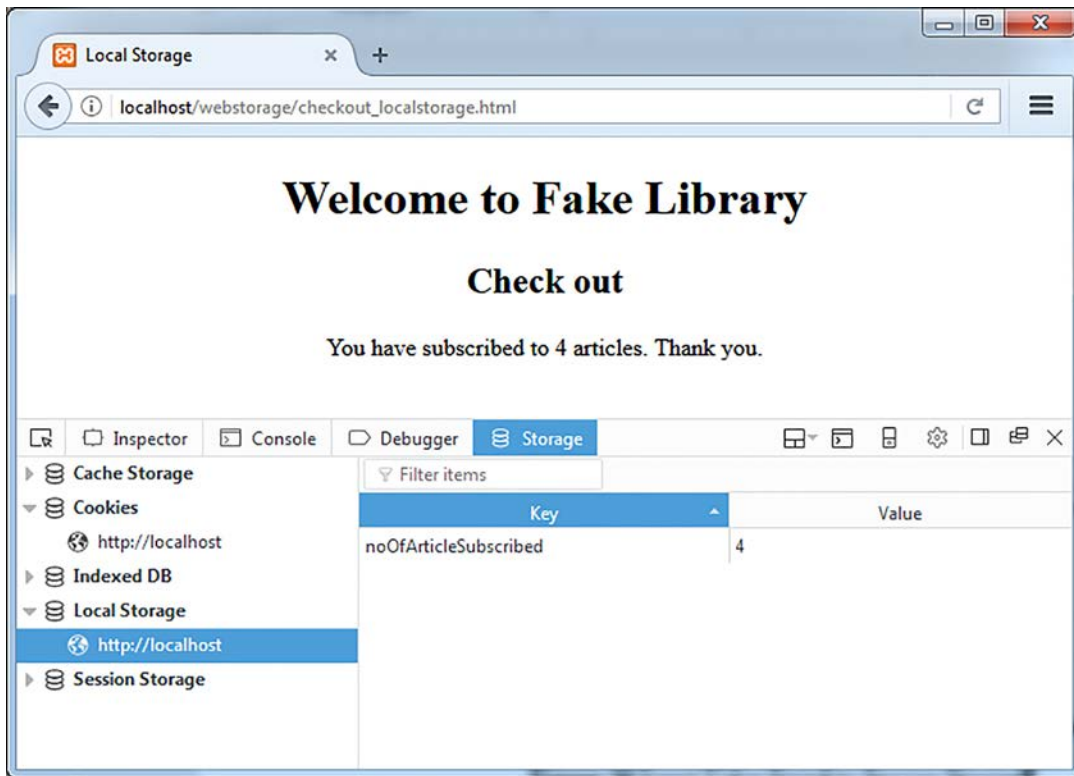 Local Storage
localhost/webstorage/checkout_localstorage.html
Welcome to Fake Library
Check out
You have subscribed to 4 articles. Thank you.
Inspector Console Debugger Storage
Cache Storage
Cookies
http://localhost
Indexed DB
Local Storage
http://localhost
Session Storage
Filter items
Key Value
noOfArticleSubscribed 4